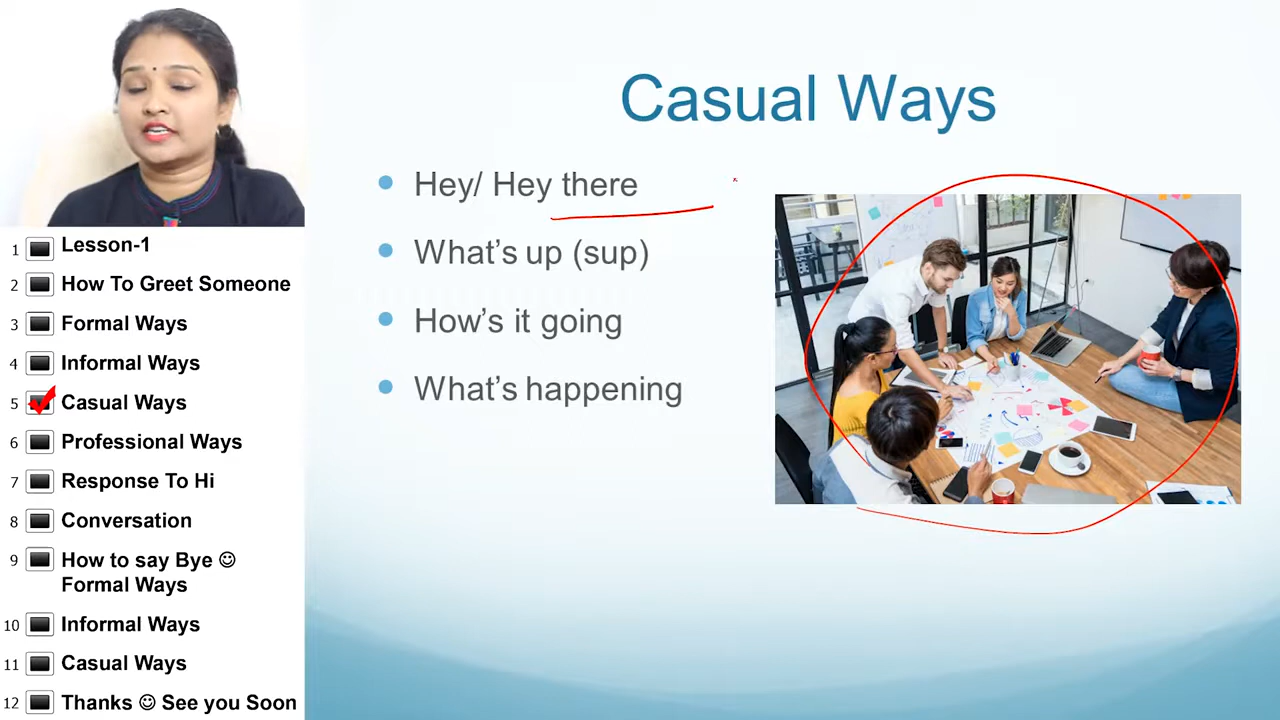 Casual Ways
Hey/ Hey there
What's up (sup)
How's it going
What's happening
1 Lesson-1
2 How To Greet Someone
3 Formal Ways
4 Informal Ways
5 Casual Ways
6 Professional Ways
7 Response To Hi
8 Conversation
9 How to say Bye ☺
Formal Ways
10 Informal Ways
11 Casual Ways
12 Thanks ☺ See you Soon